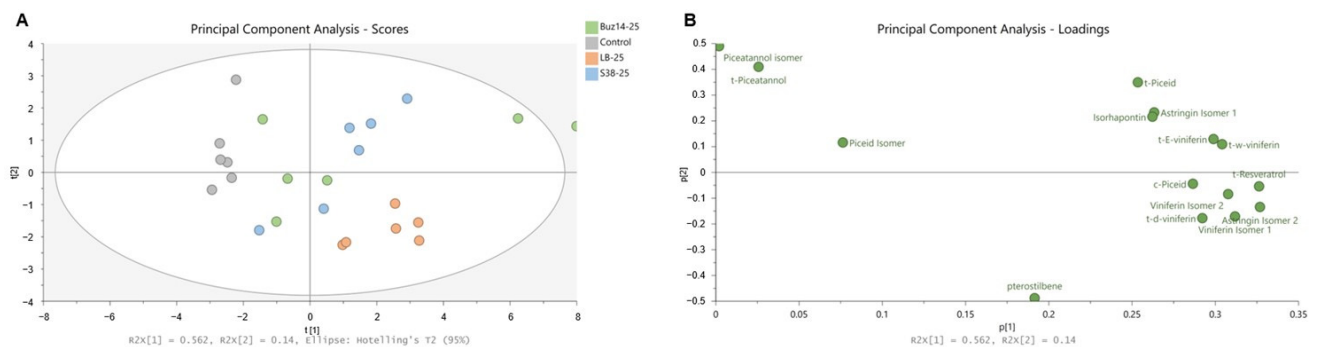 A
Principal Component Analysis - Scores
Buz14-25
Control
LB-25
S38-25
4
3
2
1
0
−1
−2
−3
−4
t[2]
−8
−6
−4
−2
0
2
4
6
8
t[1]
R2X[1] = 0.562, R2X[2] = 0.14, Ellipse: Hotelling's T2 (95%)
B
Principal Component Analysis - Loadings
0.5
0.4
0.3
0.2
0.1
0
−0.1
−0.2
−0.3
−0.4
−0.5
p[2]
Piceatannol isomer
t-Piceatannol
t-Piceid
Astringin Isomer 1
Isorhapontin
Piceid Isomer
t-E-viniferin
t-w-viniferin
t-Resveratrol
c-Piceid
Viniferin Isomer 2
t-d-viniferin
Astringin Isomer 2
Viniferin Isomer 1
pterostilbene
0
0.05
0.1
0.15
0.2
0.25
0.3
0.35
p[1]
R2X[1] = 0.562, R2X[2] = 0.14